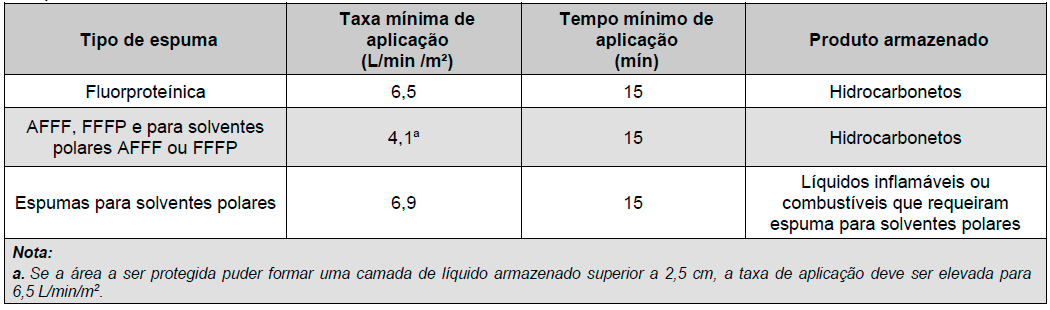 Tipo de espuma
Taxa mínima de
aplicação
(L/min /m²)
Tempo mínimo de
aplicação
(mín)
Produto armazenado
Fluorproteínica
6,5
15
Hidrocarbonetos
AFFF, FFFP e para solventes
polares AFFF ou FFFP
4,1ª
15
Hidrocarbonetos
Espumas para solventes polares
6,9
15
Líquidos inflamáveis ou
combustíveis que requeiram
espuma para solventes polares
Nota:
a. Se a área a ser protegida puder formar uma camada de líquido armazenado superior a 2,5 cm, a taxa de aplicação deve ser elevada para
6,5 L/min/m².